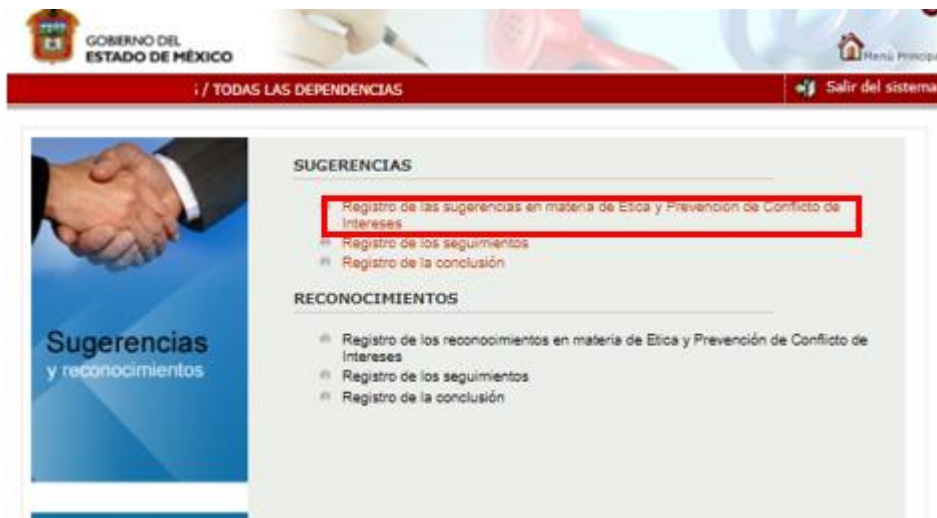 GOBIERNO DEL
ESTADO DE MÉXICO
Menú Principa
/ TODAS LAS DEPENDENCIAS
Salir del sistema
SUGERENCIAS
Registro de las sugerencias en materia de Etica y Prevención de Conflicto de
Intereses
Registro de los seguimientos
Registro de la conclusión
RECONOCIMIENTOS
Registro de los reconocimientos en materia de Etica y Prevención de Conflicto de
Intereses
Registro de los seguimientos
Registro de la conclusión
Sugerencias
y reconocimientos